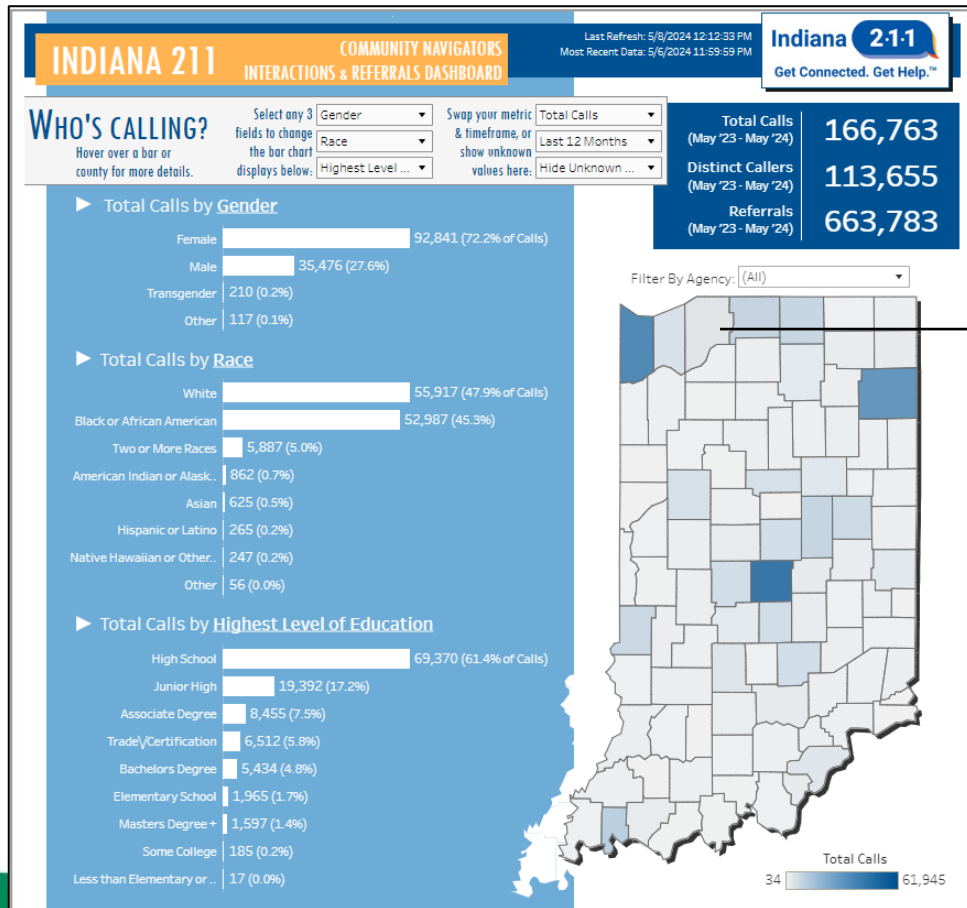 Last Refresh: 5/8/2024 12:12:33 PM
Most Recent Data: 5/6/2024 11:59:59 PM
INDIANA 211
COMMUNITY NAVIGATORS
INTERACTIONS & REFERRALS DASHBOARD
Indiana 2·1·1
Get Connected. Get Help.™
WHO'S CALLING?
Hover over a bar or
county for more details.
Select any 3
fields to change
the bar chart
displays below:
Gender
Race
Highest Level ...
Swap your metric
& timeframe, or
show unknown
values here:
Total Calls
Last 12 Months
Hide Unknown ...
Total Calls
(May '23 - May '24)
166,763
Distinct Callers
(May '23 - May '24)
113,655
Referrals
(May '23 - May '24)
663,783
Total Calls by Gender
Female 92,841 (72.2% of Calls)
Male 35,476 (27.6%)
Transgender 210 (0.2%)
Other 117 (0.1%)
Total Calls by Race
White 55,917 (47.9% of Calls)
Black or African American 52,987 (45.3%)
Two or More Races 5,887 (5.0%)
American Indian or Alask.. 862 (0.7%)
Asian 625 (0.5%)
Hispanic or Latino 265 (0.2%)
Native Hawaiian or Other.. 247 (0.2%)
Other 56 (0.0%)
Total Calls by Highest Level of Education
High School 69,370 (61.4% of Calls)
Junior High 19,392 (17.2%)
Associate Degree 8,455 (7.5%)
Trade\/Certification 6,512 (5.8%)
Bachelors Degree 5,434 (4.8%)
Elementary School 1,965 (1.7%)
Masters Degree + 1,597 (1.4%)
Some College 185 (0.2%)
Less than Elementary or .. 17 (0.0%)
Filter By Agency: (All)
Total Calls
34 61,945